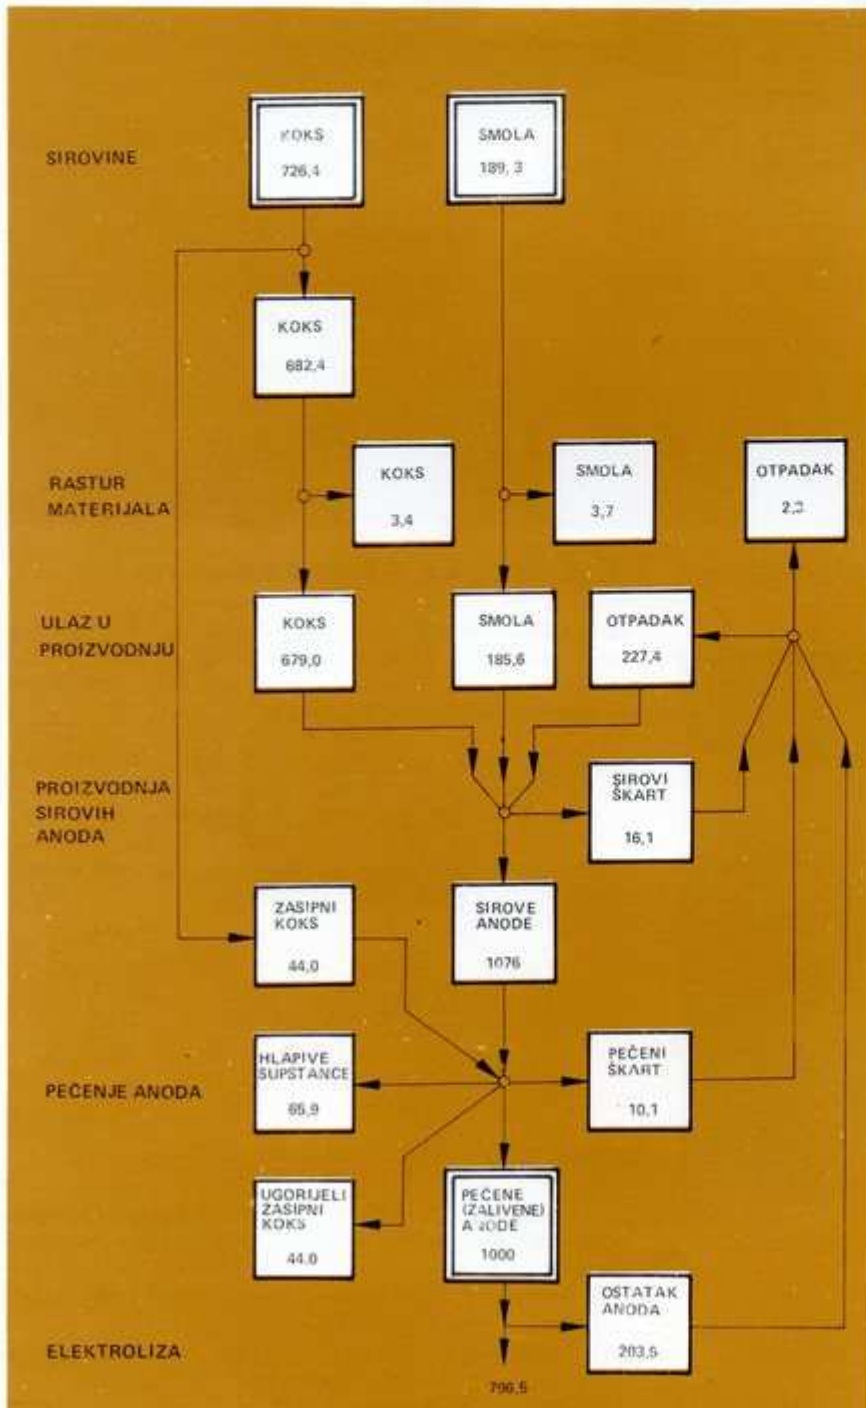 SIROVINE
KOKS
726,4
SMOLA
189,3
KOKS
682,4
RASTUR
MATERIJALA
KOKS
3,4
SMOLA
3,7
OTPADAK
2,3
ULAZ U
PROIZVODNJU
KOKS
679,0
SMOLA
185,6
OTPADAK
227,4
PROIZVODNJA
SIROVIH
ANODA
SIROVI
ŠKART
16,1
ZASIPNI
KOKS
44,0
SIROVE
ANODE
1076
PEČENJE ANODA
HLAPIVE
SUPSTANCE
65,9
PEČENI
ŠKART
10,1
UGORIJELI
ZASIPNI
KOKS
44,0
PEČENE
(ZALIVENE)
ANODE
1000
OSTATAK
ANODA
203,5
ELEKTROLIZA
796,5